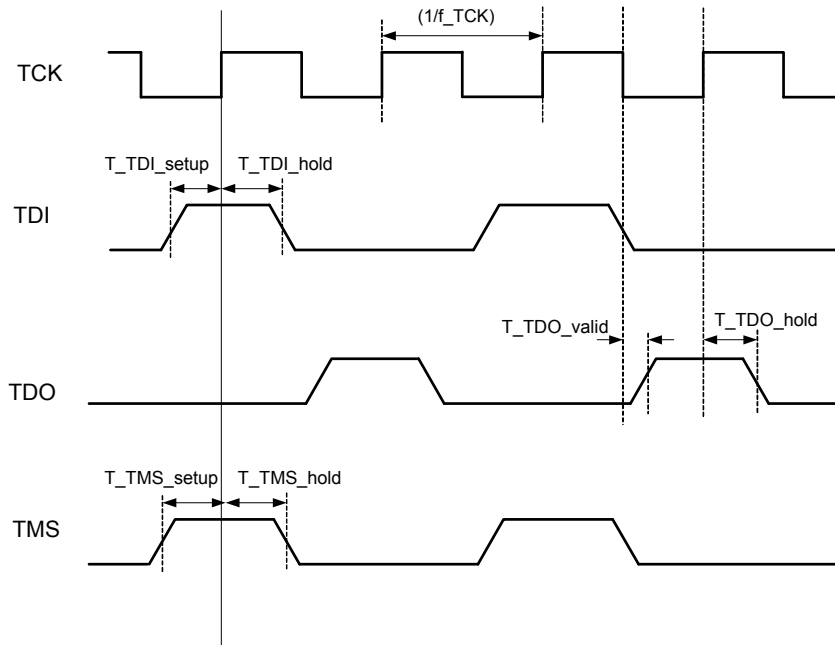 (1/f_TCK)
TCK
T_TDI_setup T_TDI_hold
TDI
T_TDO_valid T_TDO_hold
TDO
T_TMS_setup T_TMS_hold
TMS